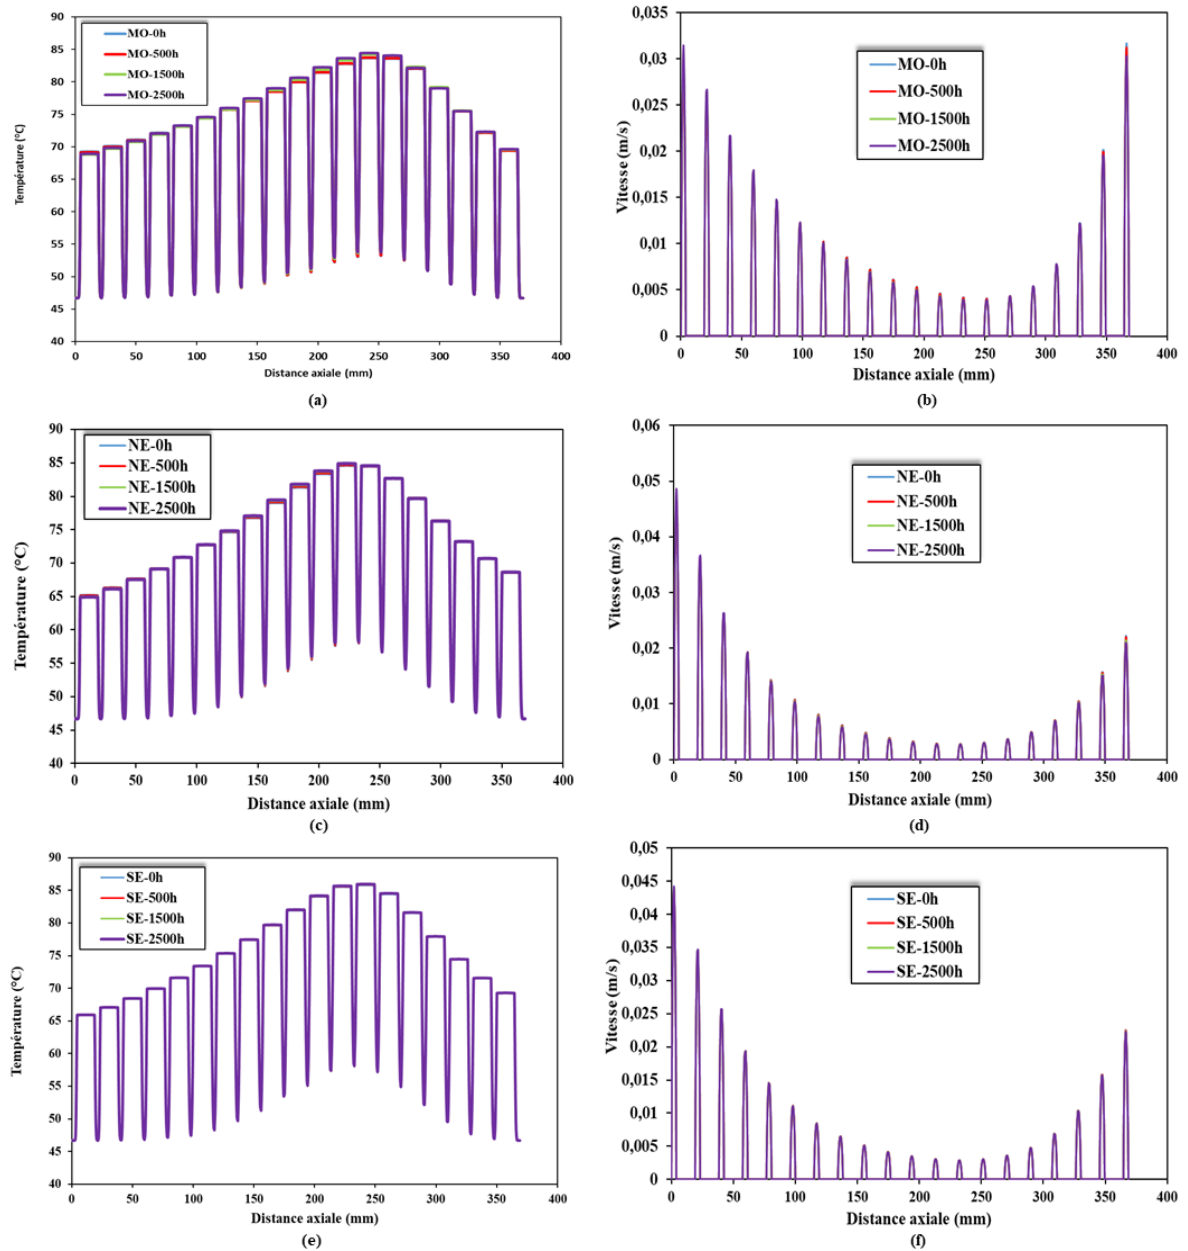 90
85
80
75
70
65
60
55
50
45
40
Température (°C)
MO-0h
MO-500h
MO-1500h
MO-2500h
0 50 100 150 200 250 300 350 400
Distance axiale (mm)
(a)
0,035
0,03
0,025
0,02
0,015
0,01
0,005
0
Vitesse (m/s)
MO-0h
MO-500h
MO-1500h
MO-2500h
0 50 100 150 200 250 300 350 400
Distance axiale (mm)
(b)
90
85
80
75
70
65
60
55
50
45
40
Température (°C)
NE-0h
NE-500h
NE-1500h
NE-2500h
0 50 100 150 200 250 300 350 400
Distance axiale (mm)
(c)
0,06
0,05
0,04
0,03
0,02
0,01
0
Vitesse (m/s)
NE-0h
NE-500h
NE-1500h
NE-2500h
0 50 100 150 200 250 300 350 400
Distance axiale (mm)
(d)
90
85
80
75
70
65
60
55
50
45
40
Température (°C)
SE-0h
SE-500h
SE-1500h
SE-2500h
0 50 100 150 200 250 300 350 400
Distance axiale (mm)
(e)
0,05
0,045
0,04
0,035
0,03
0,025
0,02
0,015
0,01
0,005
0
Vitesse (m/s)
SE-0h
SE-500h
SE-1500h
SE-2500h
0 50 100 150 200 250 300 350 400
Distance axiale (mm)
(f)